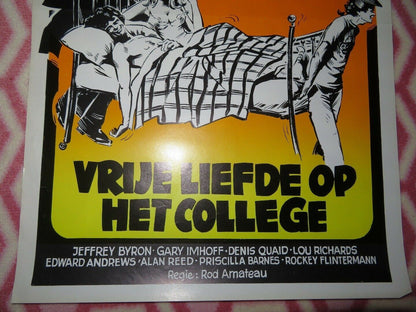 VRIJE LIEFDE OP
HET COLLEGE
JEFFREY BYRON · GARY IMHOFF · DENIS QUAID · LOU RICHARDS
EDWARD ANDREWS · ALAN REED · PRISCILLA BARNES · ROCKEY FLINTERMANN
Regie : Rod Amateau